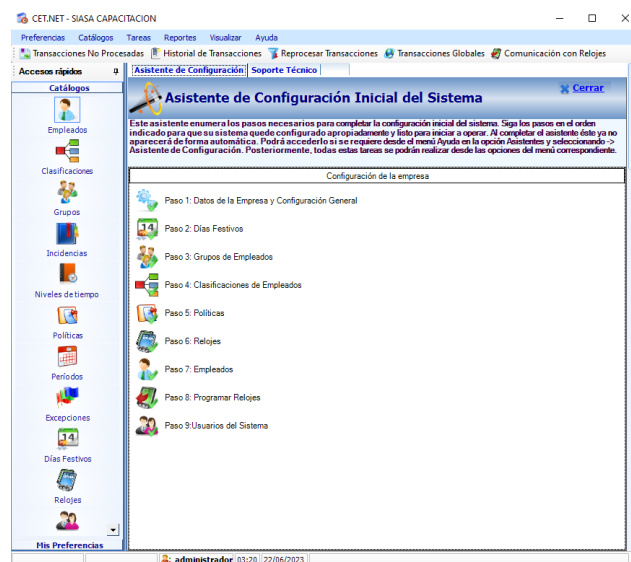 CET.NET - SIASA CAPACITACION
Preferencias Catálogos Tareas Reportes Visualizar Ayuda
Transacciones No Procesadas Historial de Transacciones Reprocesar Transacciones Transacciones Globales Comunicación con Relojes
Accesos rápidos
Asistente de Configuración Soporte Técnico
Catálogos
Empleados
Clasificaciones
Grupos
Incidencias
Niveles de tiempo
Políticas
Períodos
Excepciones
14
Días Festivos
Relojes
Mis Preferencias
Asistente de Configuración Inicial del Sistema
Cerrar
Este asistente enumera los pasos necesarios para completar la configuración inicial del sistema. Siga los pasos en el orden
indicado para que su sistema quede configurado apropiadamente y listo para iniciar a operar. Al completar el asistente éste ya no
aparecerá de forma automática. Podrá accederlo si se requiere desde el menú Ayuda en la opción Asistentes y seleccionando ->
Asistente de Configuración. Posteriormente, todas estas tareas se podrán realizar desde las opciones del menú correspondiente.
Configuración de la empresa
Paso 1: Datos de la Empresa y Configuración General
14
Paso 2: Días Festivos
Paso 3: Grupos de Empleados
Paso 4: Clasificaciones de Empleados
Paso 5: Políticas
Paso 6: Relojes
Paso 7: Empleados
Paso 8: Programar Relojes
Paso 9:Usuarios del Sistema
administrador 03:20 22/06/2023